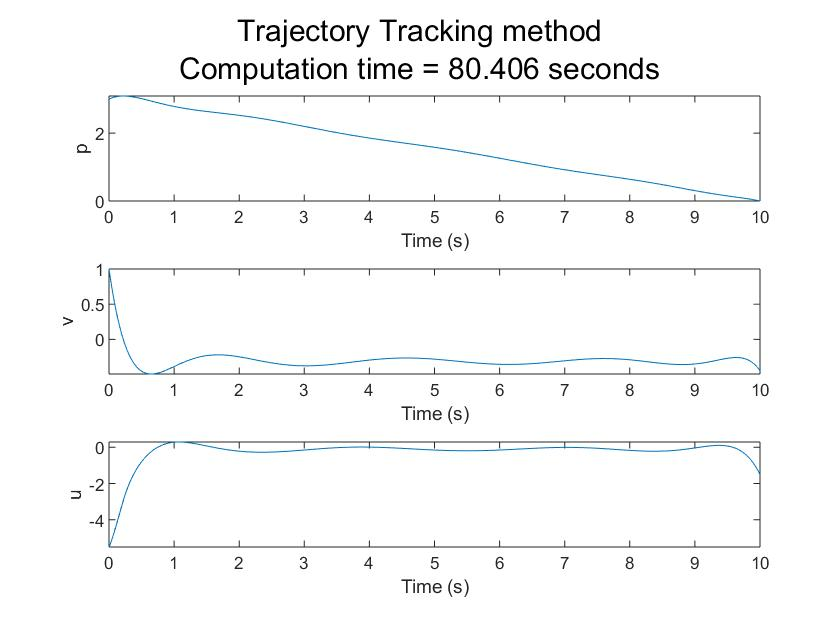 Trajectory Tracking method
Computation time = 80.406 seconds
2
0
p
0 1 2 3 4 5 6 7 8 9 10
Time (s)
1
0.5
0
v
0 1 2 3 4 5 6 7 8 9 10
Time (s)
0
-2
-4
u
0 1 2 3 4 5 6 7 8 9 10
Time (s)